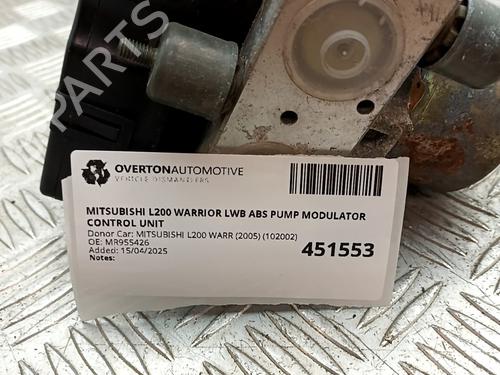 OVERTONAUTOMOTIVE
VEHICLE DISMANTLERS
MITSUBISHI L200 WARRIOR LWB ABS PUMP MODULATOR
CONTROL UNIT
Donor Car: MITSUBISHI L200 WARR (2005) (102002)
OE: MR955426
Added: 15/04/2025
Notes:
451553